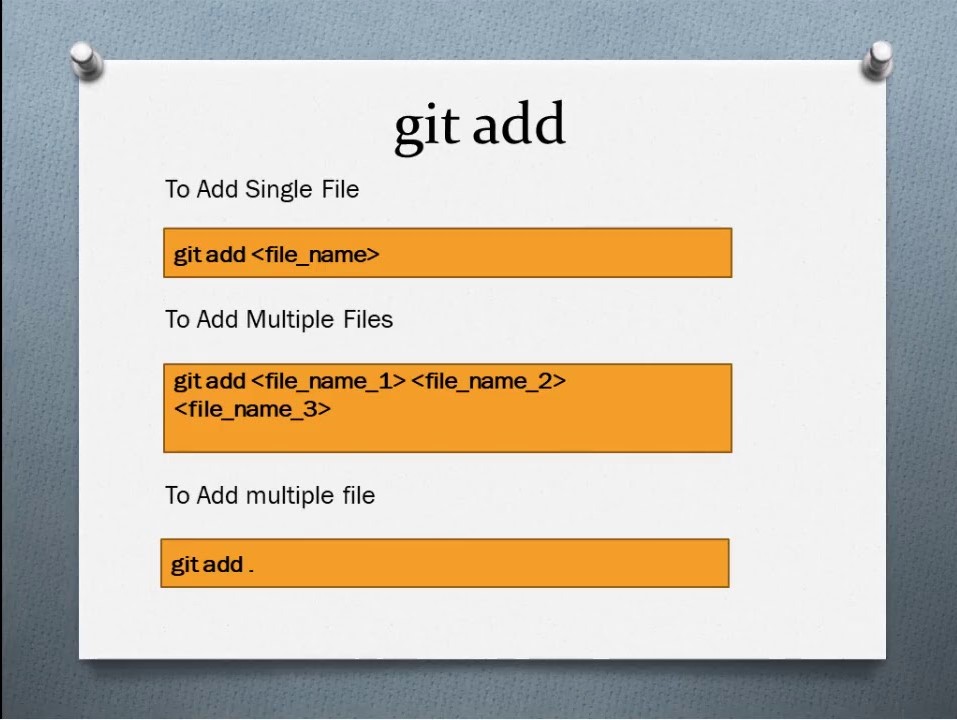 git add
To Add Single File
git add <file_name>
To Add Multiple Files
git add <file_name_1> <file_name_2>
<file_name_3>
To Add multiple file
git add .